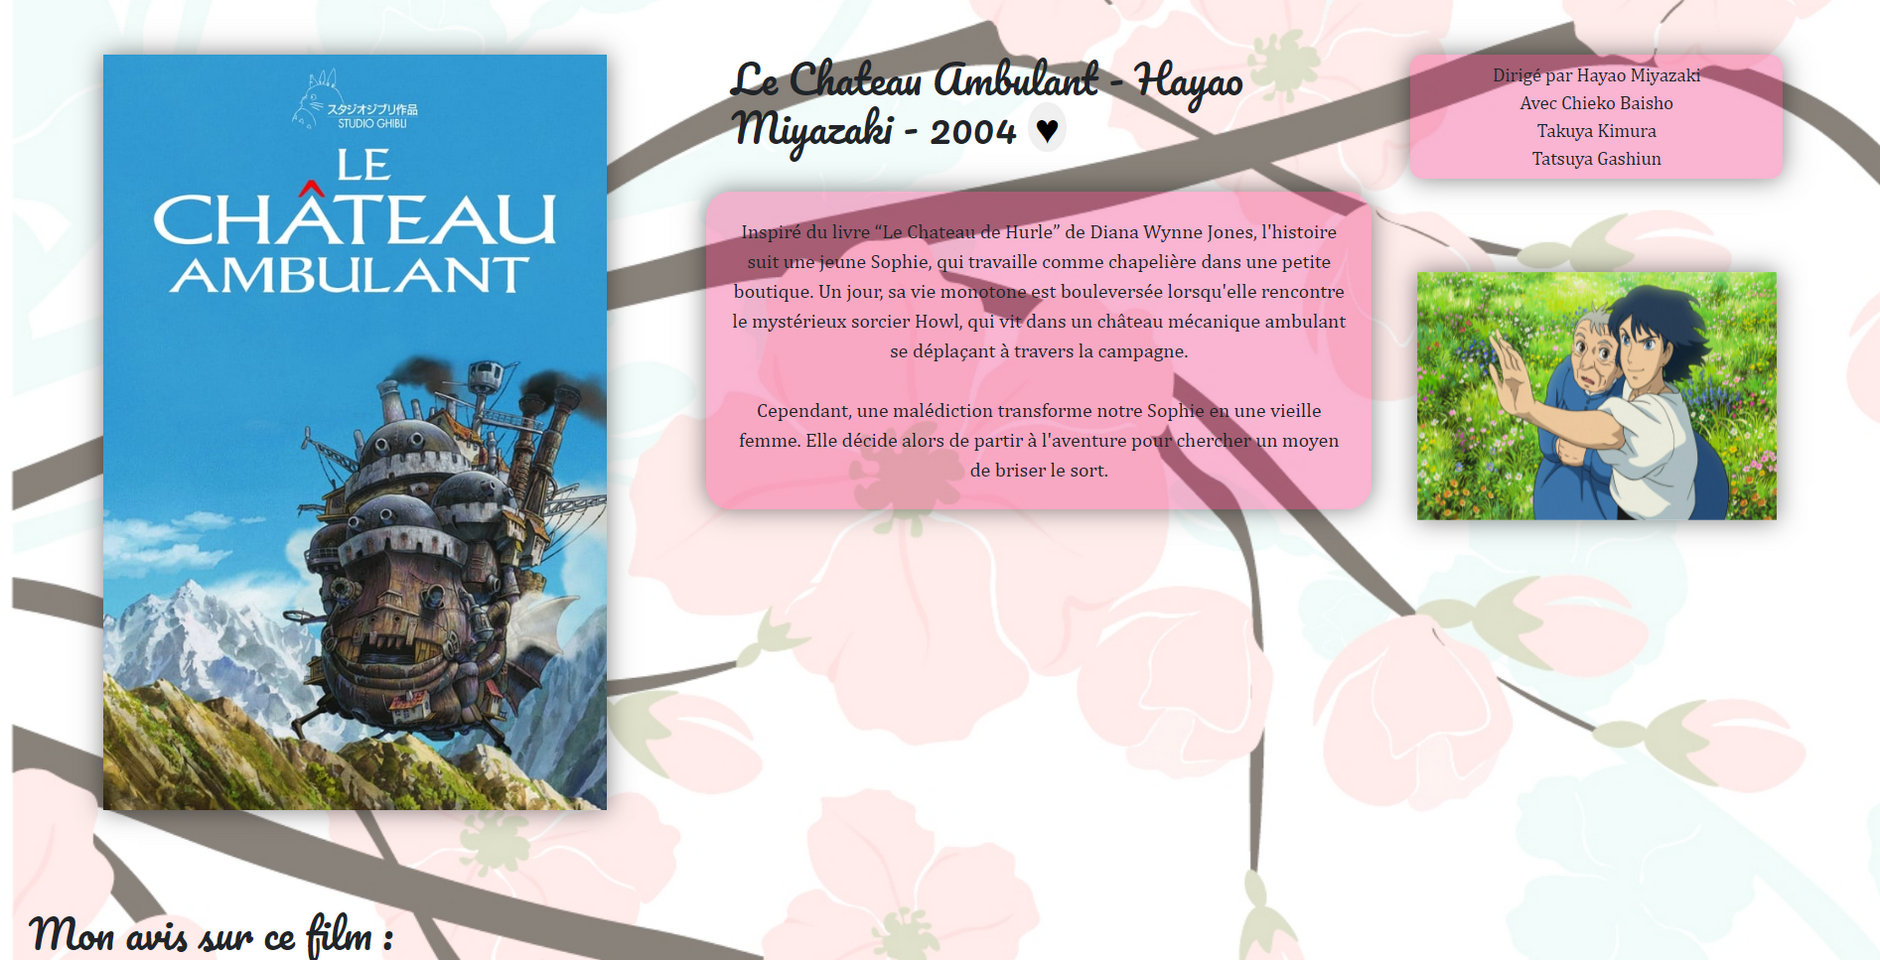 スタジオジブリ作品
STUDIO GHIBLI
LE
CHÂTEAU
AMBULANT
Le Chateau Ambulant - Hayao
Miyazaki - 2004 ♥
Inspiré du livre “Le Chateau de Hurle” de Diana Wynne Jones, l'histoire
suit une jeune Sophie, qui travaille comme chapelière dans une petite
boutique. Un jour, sa vie monotone est bouleversée lorsqu'elle rencontre
le mystérieux sorcier Howl, qui vit dans un château mécanique ambulant
se déplaçant à travers la campagne.
Cependant, une malédiction transforme notre Sophie en une vieille
femme. Elle décide alors de partir à l'aventure pour chercher un moyen
de briser le sort.
Dirigé par Hayao Miyazaki
Avec Chieko Baisho
Takuya Kimura
Tatsuya Gashiun
Mon avis sur ce film :